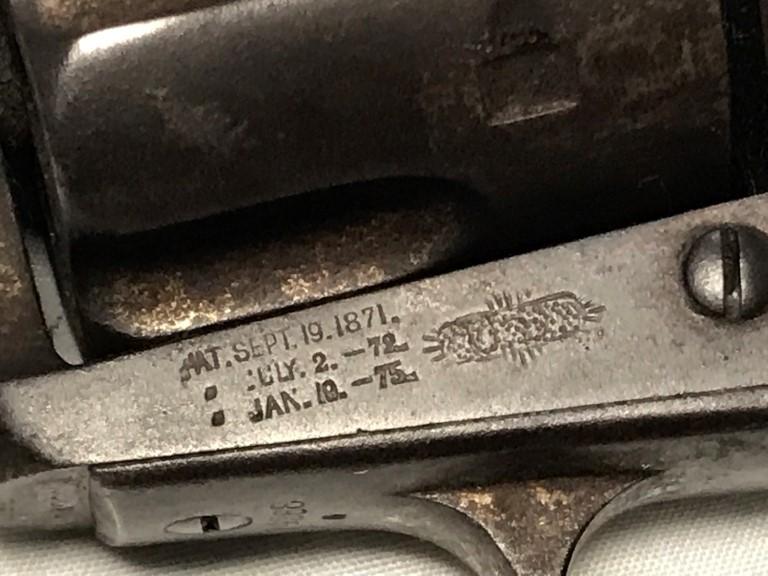 PAT. SEPT. 19. 1871.
" JULY. 2. –72.
" JAN. 19. –75.